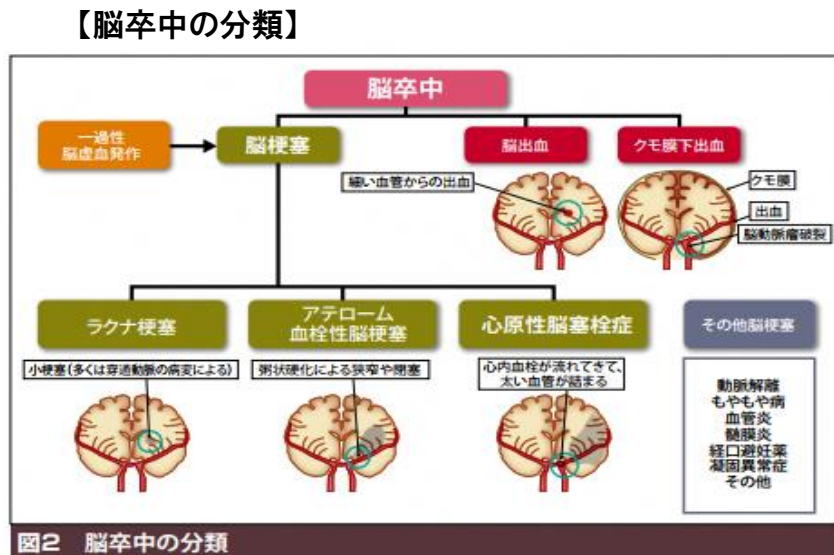 【脳卒中の分類】
脳卒中
一過性
脳虚血発作
脳梗塞
脳出血
クモ膜下出血
細い血管からの出血
クモ膜
出血
脳動脈瘤破裂
ラクナ梗塞
アテローム
血栓性脳梗塞
心原性脳塞栓症
その他脳梗塞
小梗塞(多くは穿通動脈の病変による)
粥状硬化による狭窄や閉塞
心内血栓が流れてきて、
太い血管が詰まる
動脈解離
もやもや病
血管炎
髄膜炎
経口避妊薬
凝固異常症
その他
図2 脳卒中の分類